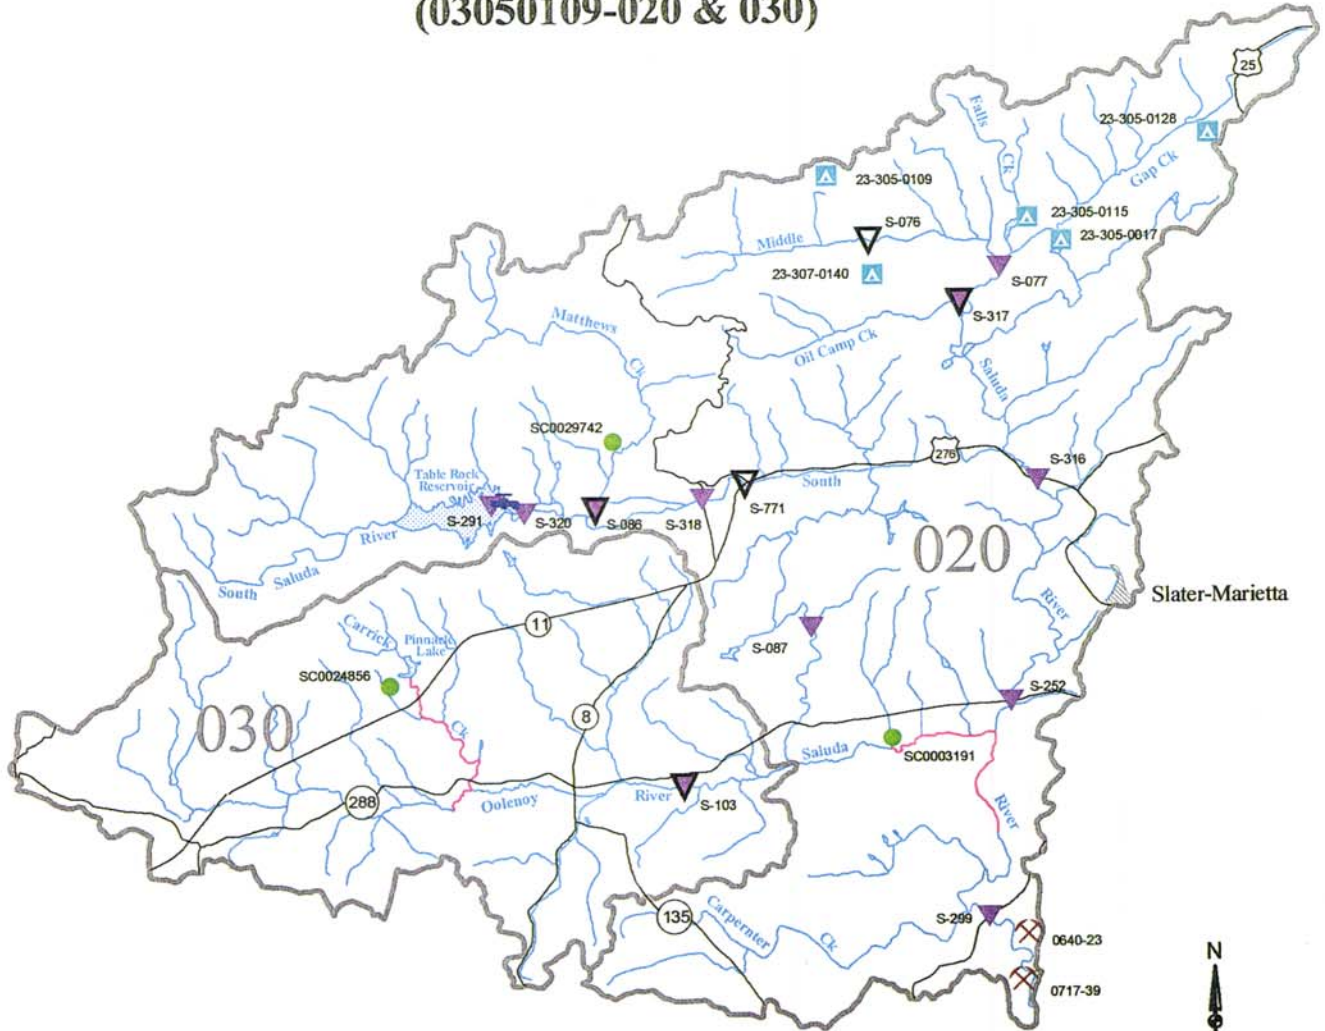 (03050109-020 & 030)
25
Falls
Ck
23-305-0128
Gap Ck
23-305-0109
23-305-0115
S-076
23-305-0017
Middle
23-307-0140
S-077
S-317
Matthews
Ck
Oil Camp Ck
Saluda
SC0029742
276
S-316
Table Rock
Reservoir
South
S-291
S-320
S-086
S-318
S-771
River
020
South
Saluda
Slater-Marietta
River
11
Carrick
Pinnacle
Lake
S-087
SC0024856
S-252
030
8
Ck
Saluda
SC0003191
288
Oolenoy
River
S-103
River
135
Carpernter
Ck
S-299
0640-23
N
0717-39